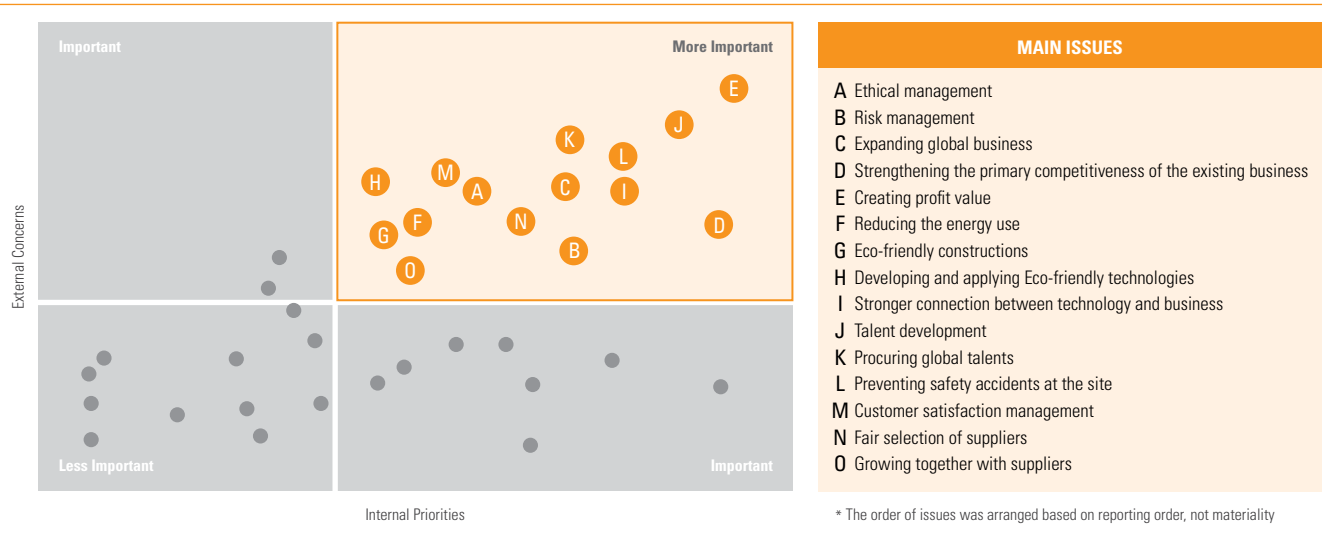 Important
More Important
E
J
K
L
M
H
A
C
I
N
F
D
G
B
O
External Concerns
Less Important
Important
Internal Priorities
MAIN ISSUES
A Ethical management
B Risk management
C Expanding global business
D Strengthening the primary competitiveness of the existing business
E Creating profit value
F Reducing the energy use
G Eco-friendly constructions
H Developing and applying Eco-friendly technologies
I Stronger connection between technology and business
J Talent development
K Procuring global talents
L Preventing safety accidents at the site
M Customer satisfaction management
N Fair selection of suppliers
O Growing together with suppliers
* The order of issues was arranged based on reporting order, not materiality